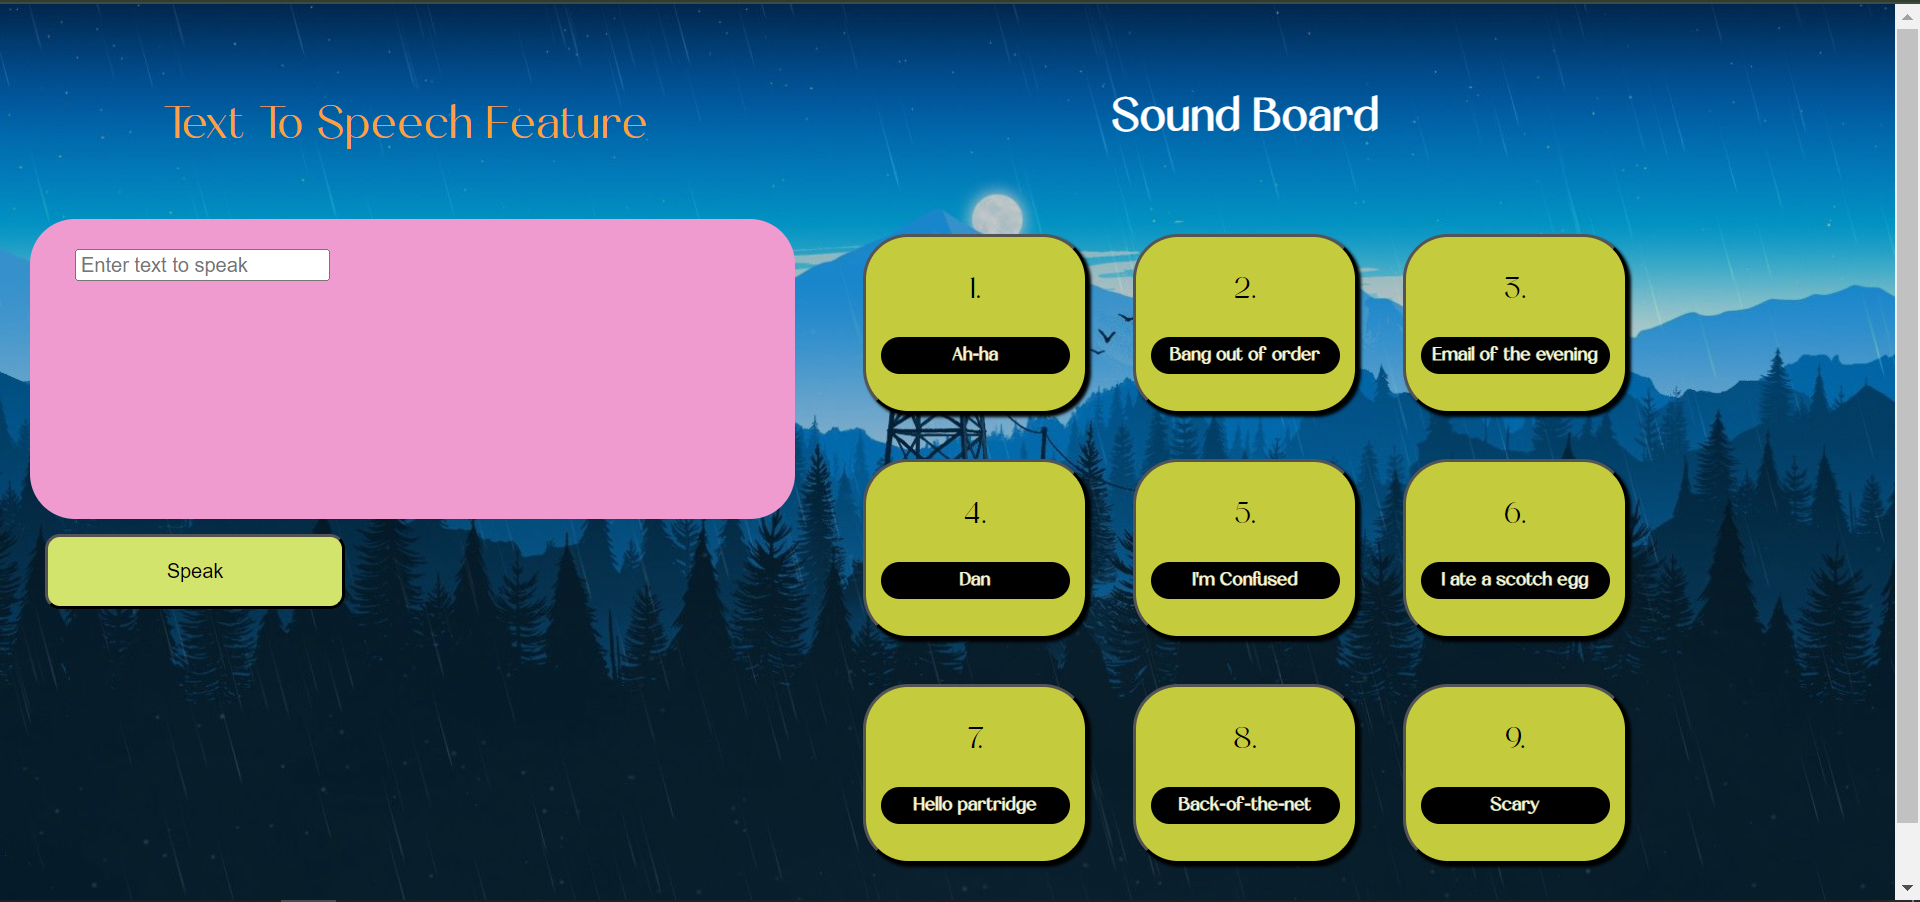 Text To Speech Feature
Enter text to speak
Speak
Sound Board
1.
Ah-ha
2.
Bang out of order
3.
Email of the evening
4.
Dan
5.
I'm Confused
6.
I ate a scotch egg
7.
Hello partridge
8.
Back-of-the-net
9.
Scary